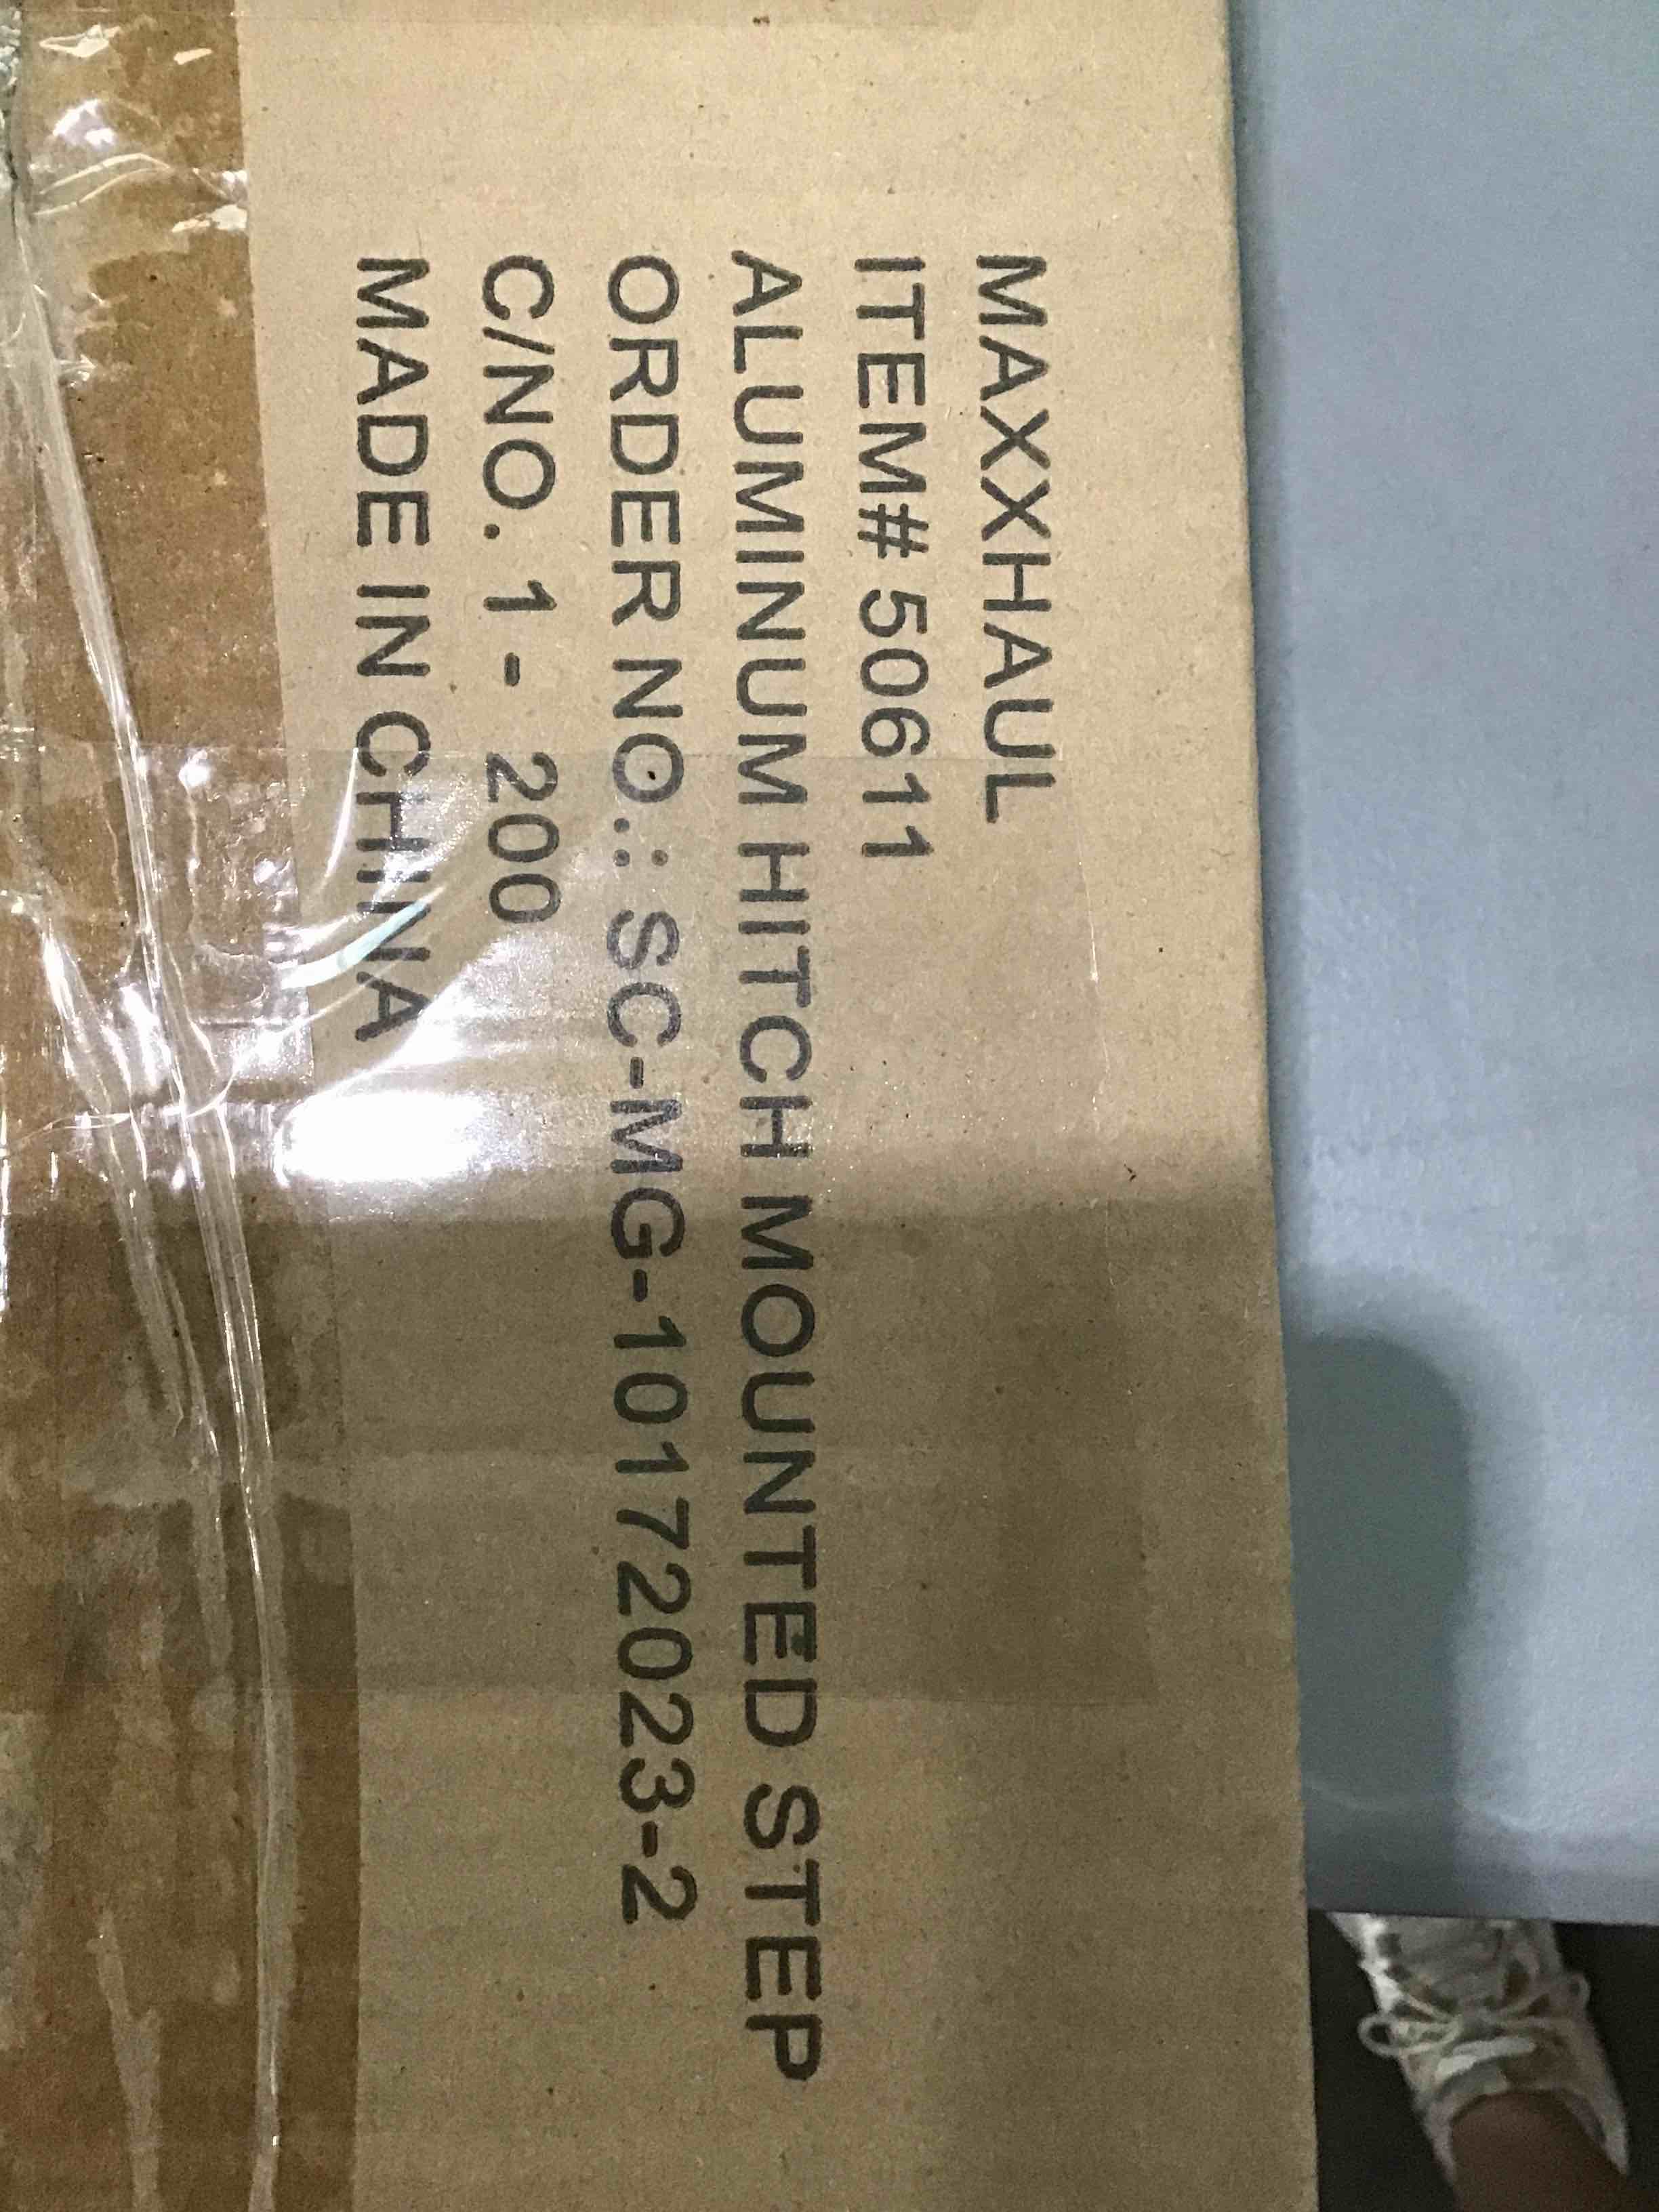 MAXXHAUL
ITEM# 50611
ALUMINUM HITCH MOUNTED STEP
ORDER NO.: SC-MG-10172023-2
C/NO. 1 - 200
MADE IN CHINA